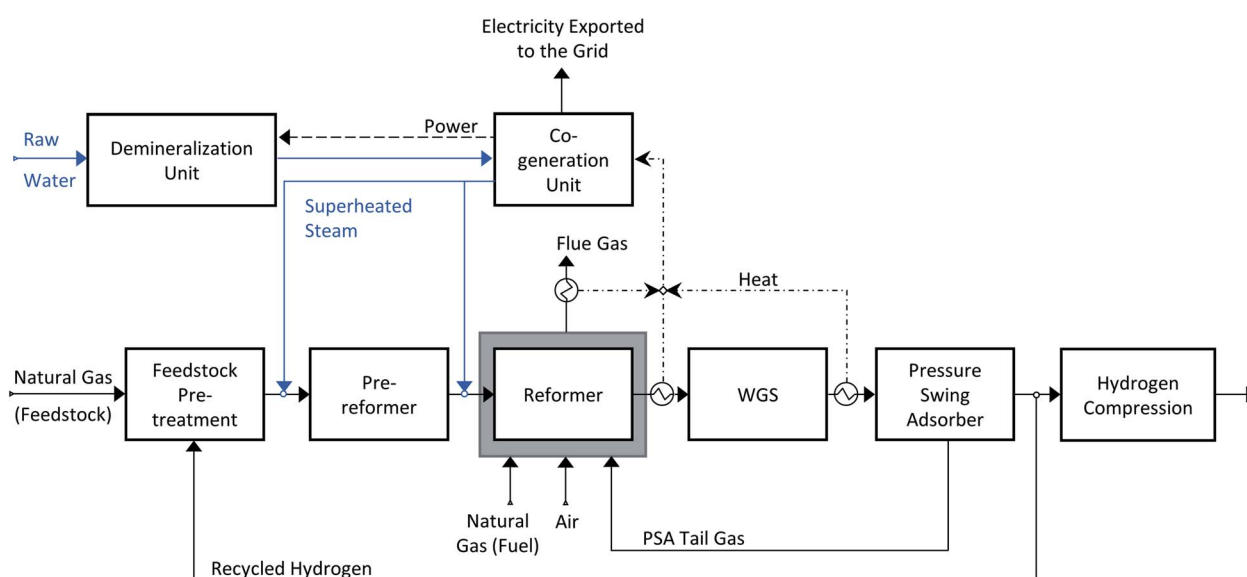 Electricity Exported
to the Grid
Raw
Water
Demineralization
Unit
Power
Co-
generation
Unit
Superheated
Steam
Flue Gas
Heat
Natural Gas
(Feedstock)
Feedstock
Pre-
treatment
Pre-
reformer
Reformer
WGS
Pressure
Swing
Adsorber
Hydrogen
Compression
Natural
Gas (Fuel)
Air
PSA Tail Gas
Recycled Hydrogen